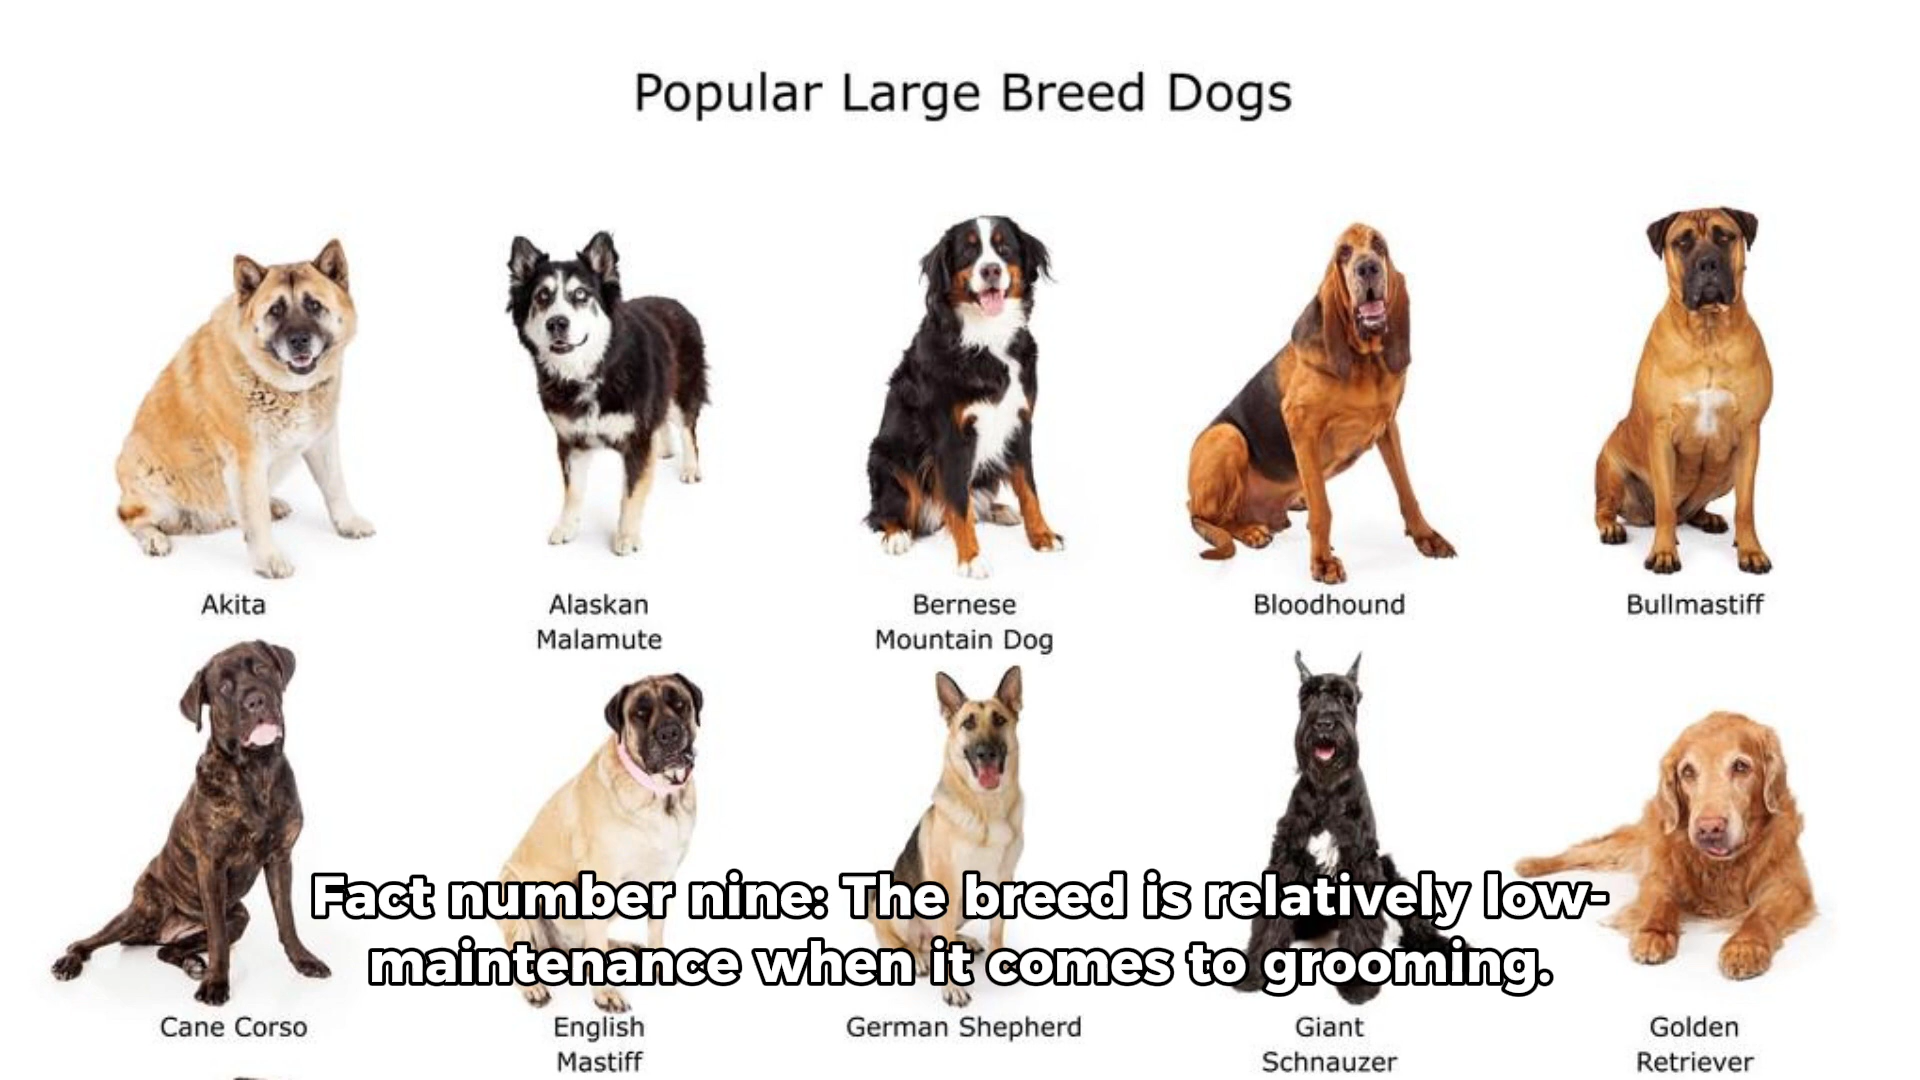 Popular Large Breed Dogs
Akita
Alaskan
Malamute
Bernese
Mountain Dog
Bloodhound
Bullmastiff
Fact number nine: The breed is relatively low-
maintenance when it comes to grooming.
Cane Corso
English
Mastiff
German Shepherd
Giant
Schnauzer
Golden
Retriever